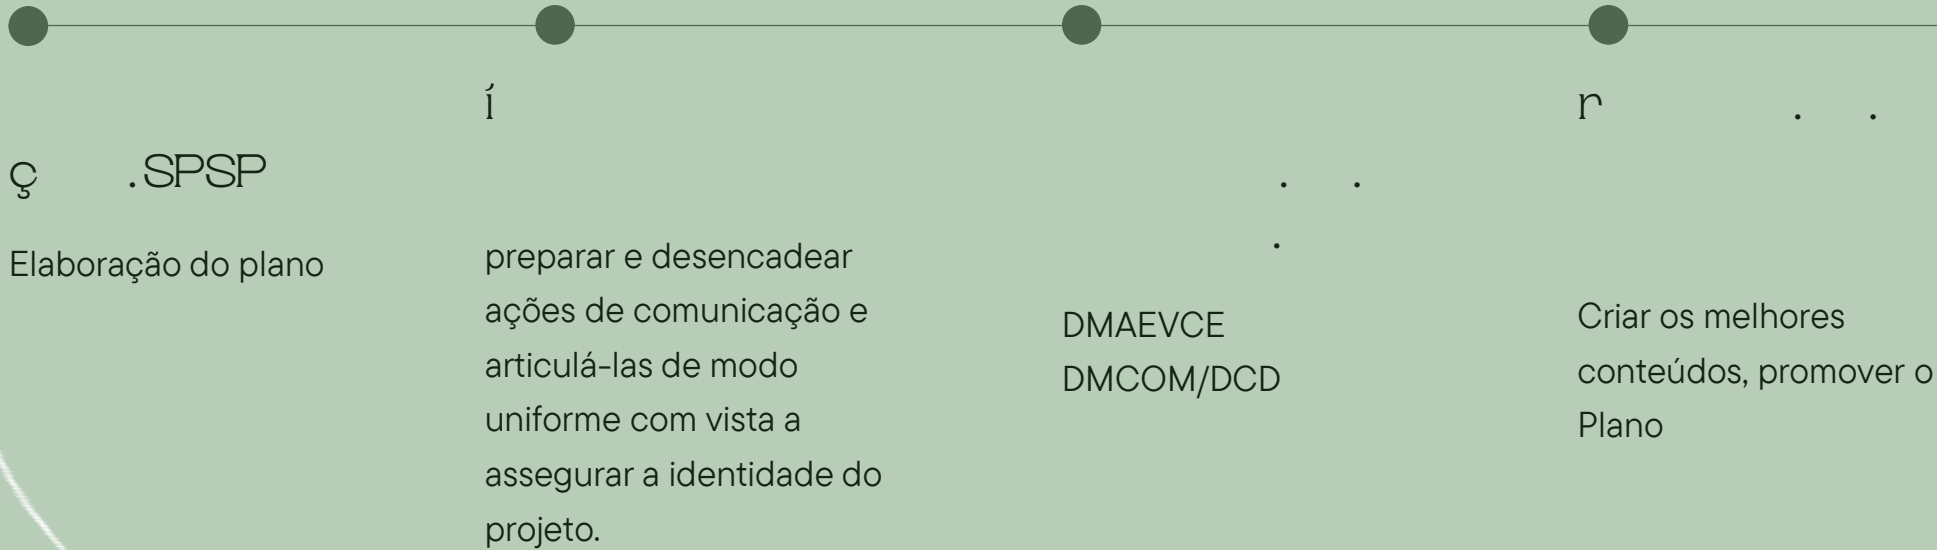 ç .SPSP
Elaboração do plano
í
preparar e desencadear
ações de comunicação e
articulá-las de modo
uniforme com vista a
assegurar a identidade do
projeto.
. .
.
DMAEVCE
DMCOM/DCD
r . .
Criar os melhores
conteúdos, promover o
Plano